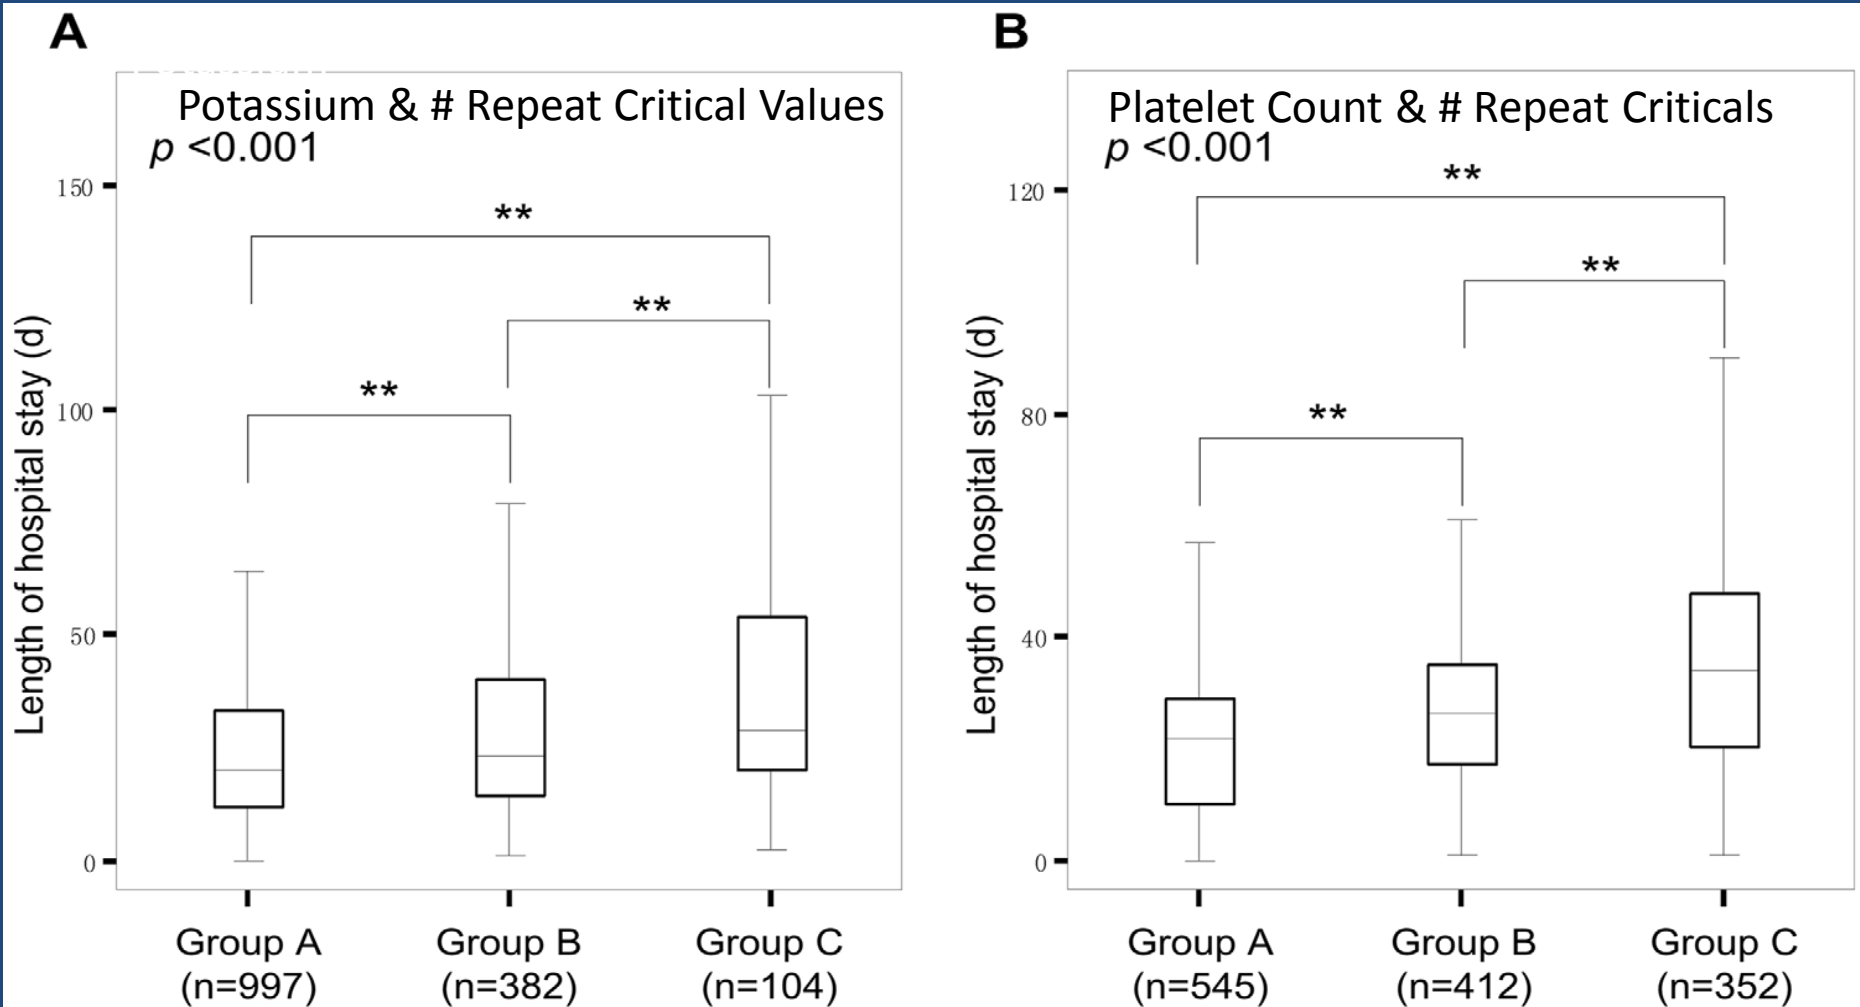 A
Potassium & # Repeat Critical Values
p <0.001
150
**
**
**
100
50
0
Length of hospital stay (d)
Group A
(n=997)
Group B
(n=382)
Group C
(n=104)
B
Platelet Count & # Repeat Criticals
p <0.001
120
**
**
**
80
40
0
Length of hospital stay (d)
Group A
(n=545)
Group B
(n=412)
Group C
(n=352)